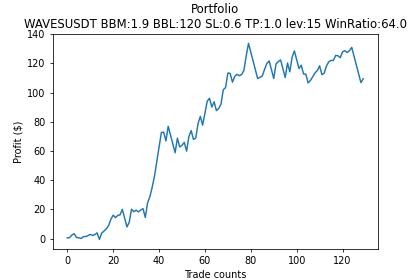 Portfolio
WAVESUSDT BBM:1.9 BBL:120 SL:0.6 TP:1.0 lev:15 WinRatio:64.0
140
120
100
80
60
40
20
0
Profit ($)
0 20 40 60 80 100 120
Trade counts